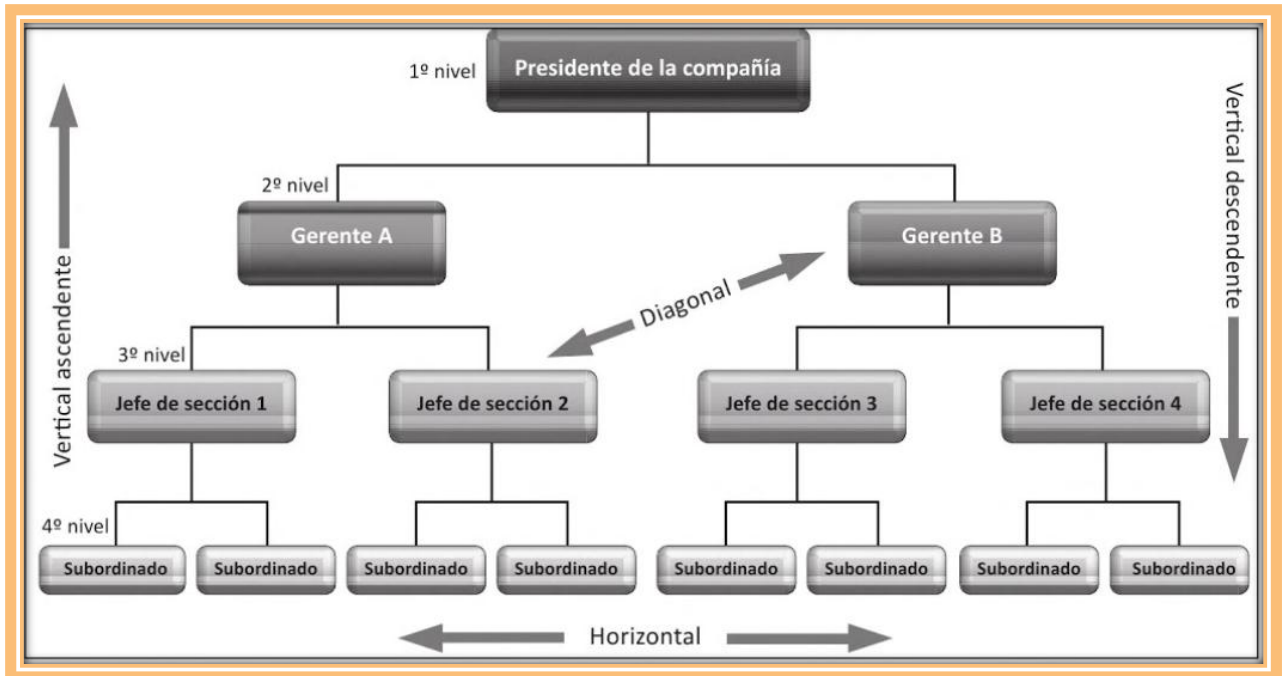 1º nivel
Presidente de la compañía
Vertical ascendente
Vertical descendente
2º nivel
Gerente A
Gerente B
Diagonal
3º nivel
Jefe de sección 1
Jefe de sección 2
Jefe de sección 3
Jefe de sección 4
4º nivel
Subordinado
Subordinado
Subordinado
Subordinado
Subordinado
Subordinado
Subordinado
Subordinado
Horizontal